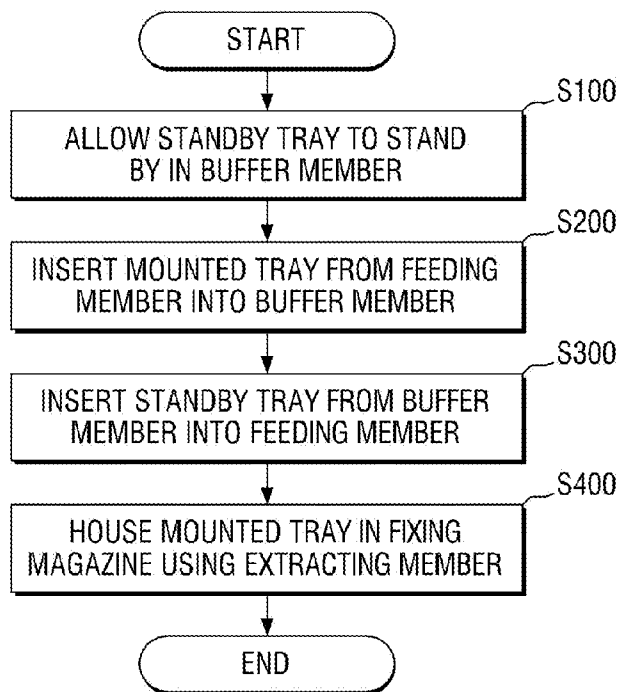 START
S100
ALLOW STANDBY TRAY TO STAND
BY IN BUFFER MEMBER
S200
INSERT MOUNTED TRAY FROM FEEDING
MEMBER INTO BUFFER MEMBER
S300
INSERT STANDBY TRAY FROM BUFFER
MEMBER INTO FEEDING MEMBER
S400
HOUSE MOUNTED TRAY IN FIXING
MAGAZINE USING EXTRACTING MEMBER
END